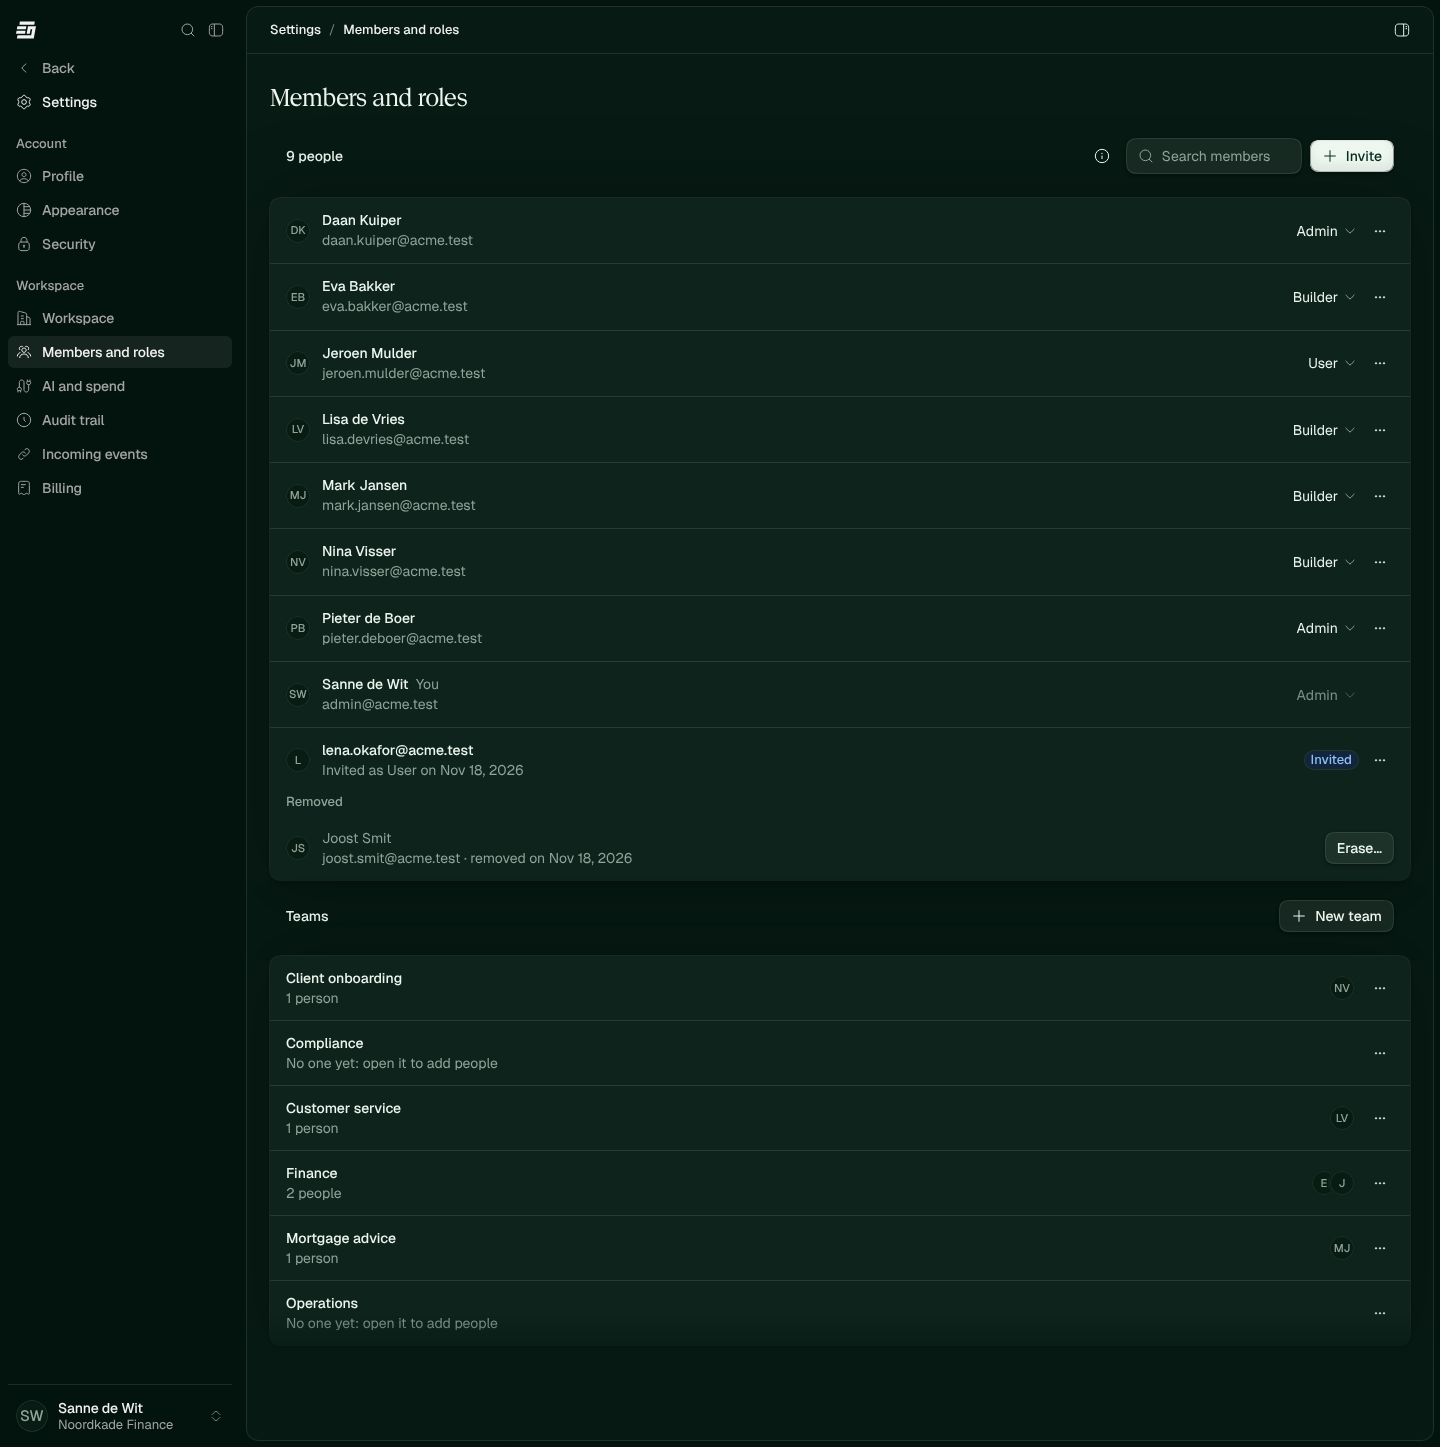 Back
Settings
Account
Profile
Appearance
Security
Workspace
Workspace
Members and roles
AI and spend
Audit trail
Incoming events
Billing
Sanne de Wit
SW
Noordkade Finance
Settings / Members and roles
Members and roles
9 people
Search members
Invite
Daan Kuiper
DK
daan.kuiper@acme.test
Admin
Eva Bakker
EB
eva.bakker@acme.test
Builder
Jeroen Mulder
JM
jeroen.mulder@acme.test
User
Lisa de Vries
LV
lisa.devries@acme.test
Builder
Mark Jansen
MJ
mark.jansen@acme.test
Builder
Nina Visser
NV
nina.visser@acme.test
Builder
Pieter de Boer
PB
pieter.deboer@acme.test
Admin
Sanne de Wit You
SW
admin@acme.test
Admin
lena.okafor@acme.test
L
Invited as User on Nov 18, 2026
Invited
Removed
Joost Smit
JS
joost.smit@acme.test · removed on Nov 18, 2026
Erase...
Teams
New team
Client onboarding
1 person
NV
Compliance
No one yet: open it to add people
Customer service
1 person
LV
Finance
2 people
E J
Mortgage advice
1 person
MJ
Operations
No one yet: open it to add people